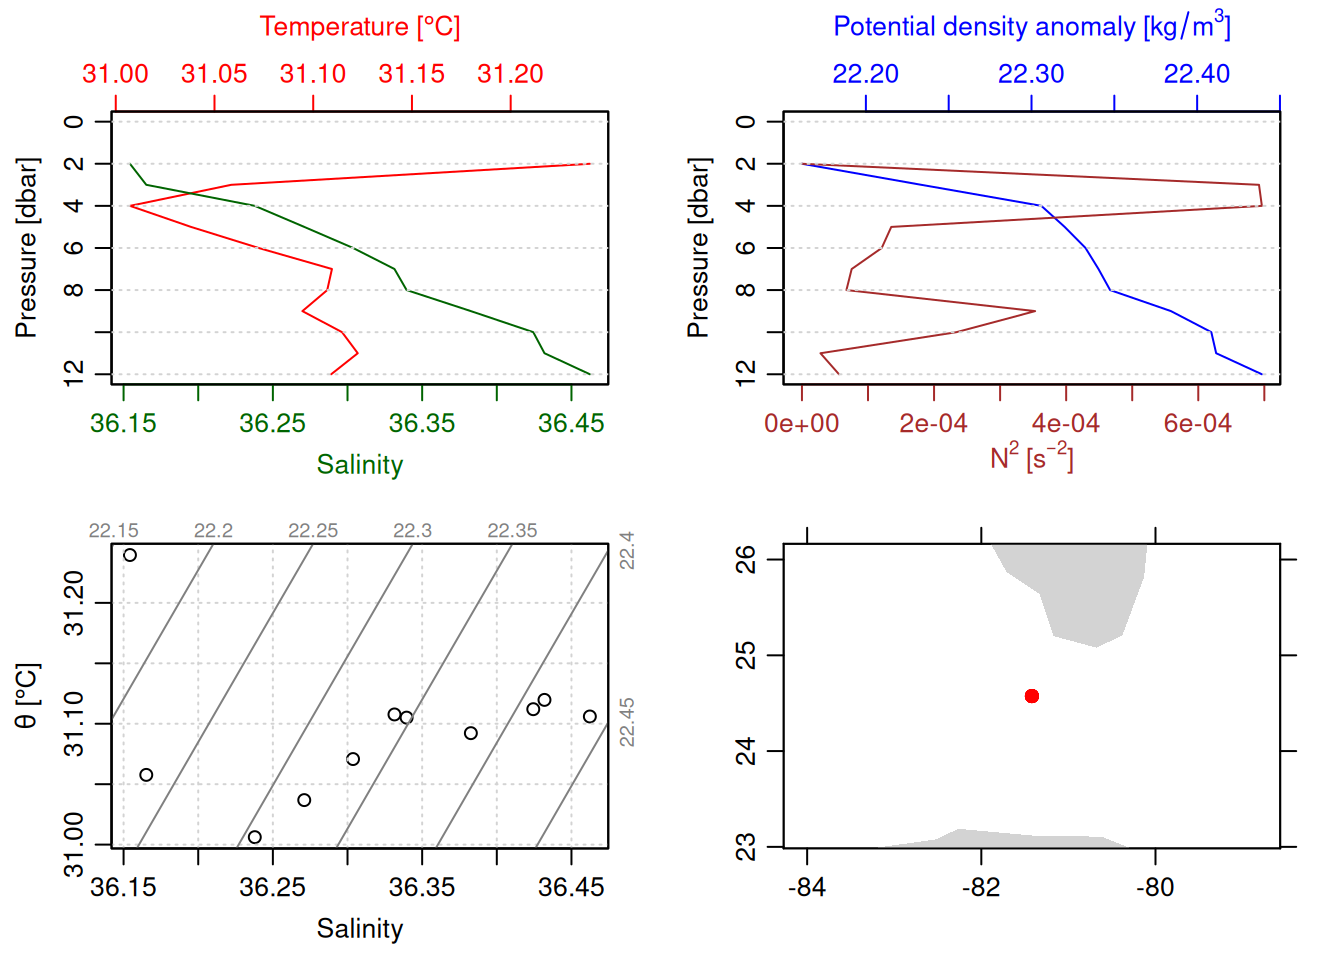 Temperature [°C]
31.00 31.05 31.10 31.15 31.20
Pressure [dbar]
0
2
4
6
8
12
36.15 36.25 36.35 36.45
Salinity
Potential density anomaly [kg/m³]
22.20 22.30 22.40
Pressure [dbar]
0
2
4
6
8
12
0e+00 2e-04 4e-04 6e-04
N² [s⁻²]
22.15 22.2 22.25 22.3 22.35
22.4
22.45
θ [°C]
31.20
31.10
31.00
36.15 36.25 36.35 36.45
Salinity
26
25
24
23
-84 -82 -80